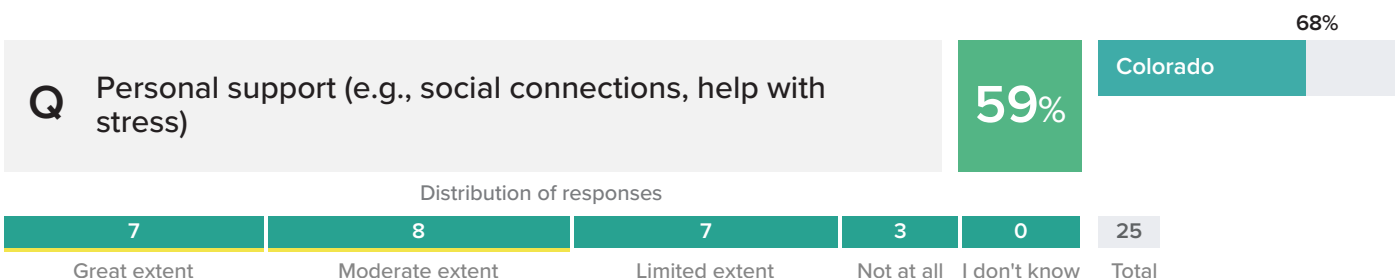 68%
Q Personal support (e.g., social connections, help with
stress)
59%
Colorado
Distribution of responses
7 8 7 3 0 25
Great extent Moderate extent Limited extent Not at all I don't know Total